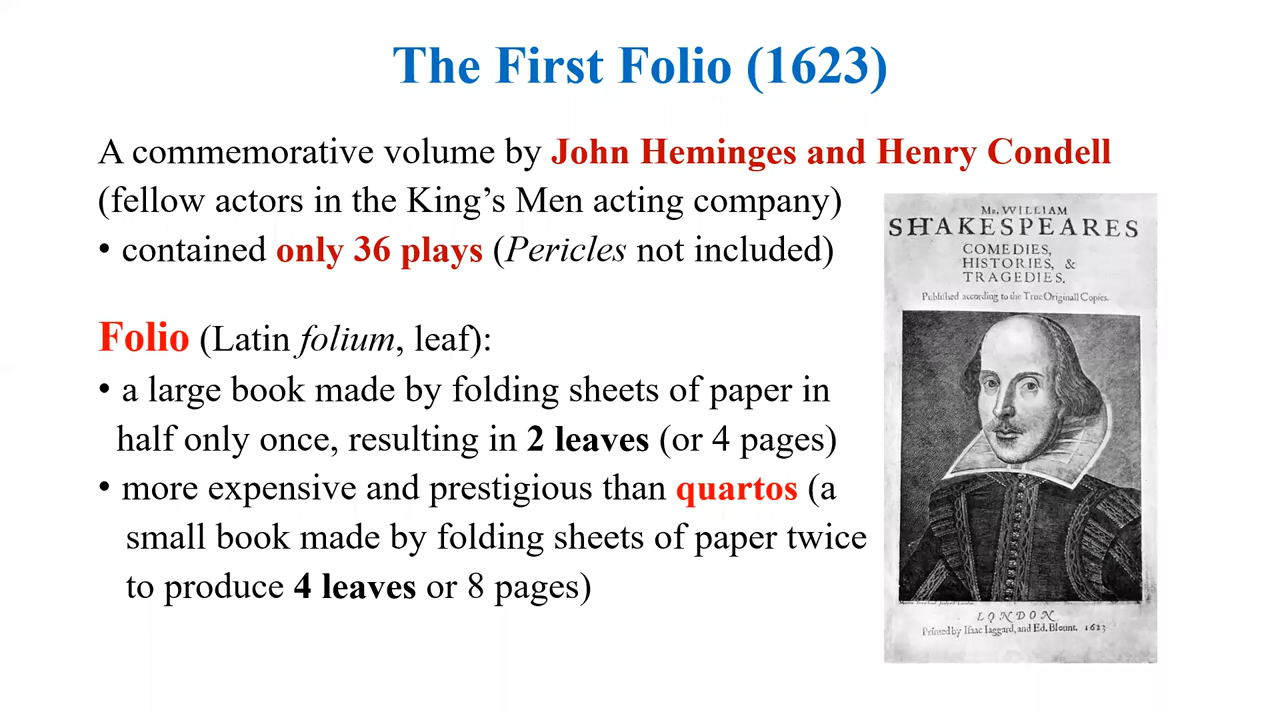 The First Folio (1623)
A commemorative volume by John Heminges and Henry Condell
(fellow actors in the King's Men acting company)
• contained only 36 plays (Pericles not included)
Folio (Latin folium, leaf):
• a large book made by folding sheets of paper in
half only once, resulting in 2 leaves (or 4 pages)
• more expensive and prestigious than quartos (a
small book made by folding sheets of paper twice
to produce 4 leaves or 8 pages)
Mr. WILLIAM
SHAKESPEARES
COMEDIES,
HISTORIES, &
TRAGEDIES.
Published according to the True Originall Copies.
LONDON
Printed by Isaac Iaggard, and Ed. Blount. 1623